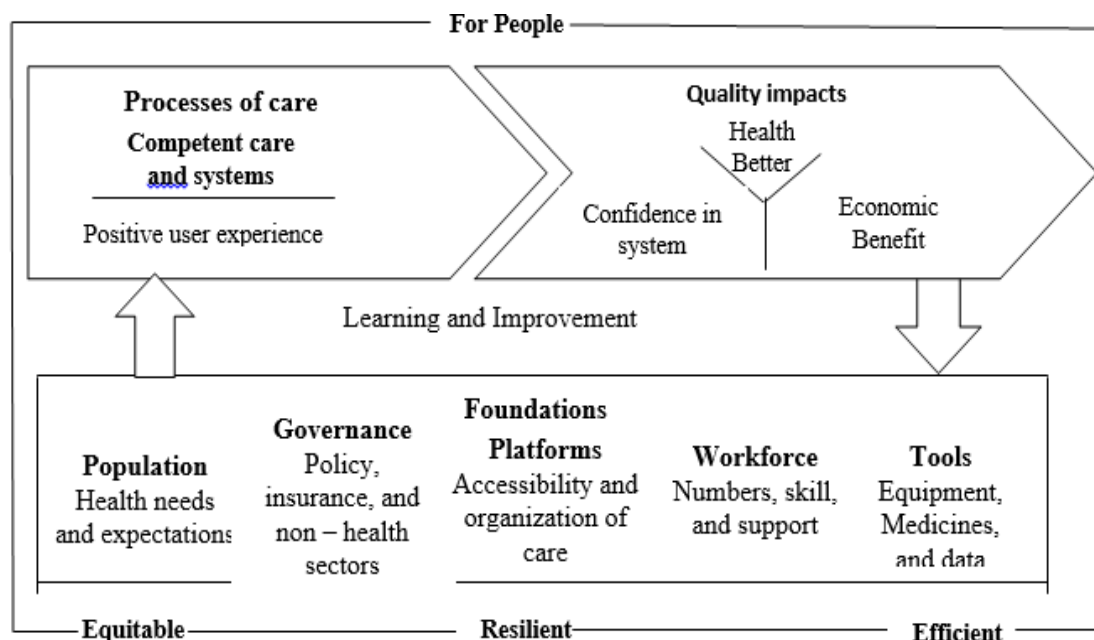 For People
Processes of care
Competent care
and systems
Positive user experience
Quality impacts
Health
Better
Confidence in
system
Economic
Benefit
Learning and Improvement
Foundations
Population
Health needs
and expectations
Governance
Policy,
insurance, and
non – health
sectors
Platforms
Accessibility and
organization of
care
Workforce
Numbers, skill,
and support
Tools
Equipment,
Medicines,
and data
Equitable
Resilient
Efficient